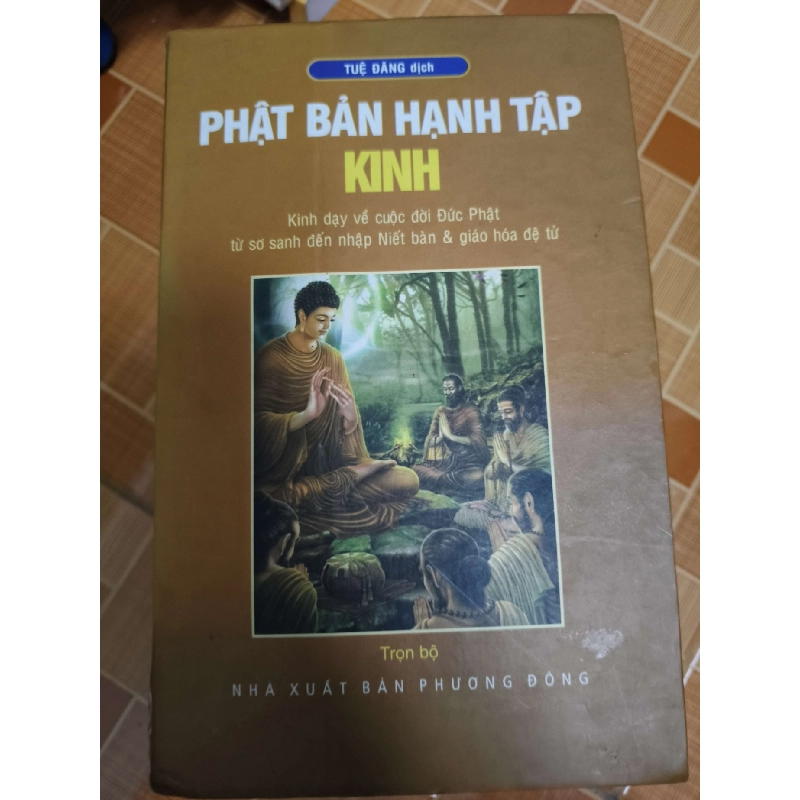 TUỆ ĐĂNG dịch
PHẬT BẢN HẠNH TẬP
KINH
Kinh dạy về cuộc đời Đức Phật
từ sơ sanh đến nhập Niết bàn & giáo hóa đệ tử
Trọn bộ
NHÀ XUẤT BẢN PHƯƠNG ĐÔNG